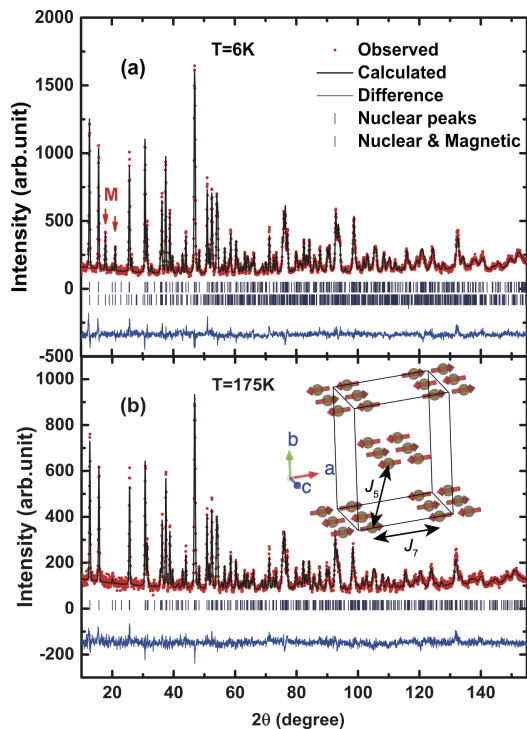 2000
(a)
T=6K
Observed
Calculated
Difference
Nuclear peaks
Nuclear & Magnetic
1500
1000
500
0
-500
M
Intensity (arb.unit)
(b)
T=175K
1000
800
600
400
200
0
-200
Intensity (arb.unit)
b
a
c
J5
J7
20 40 60 80 100 120 140
2θ (degree)